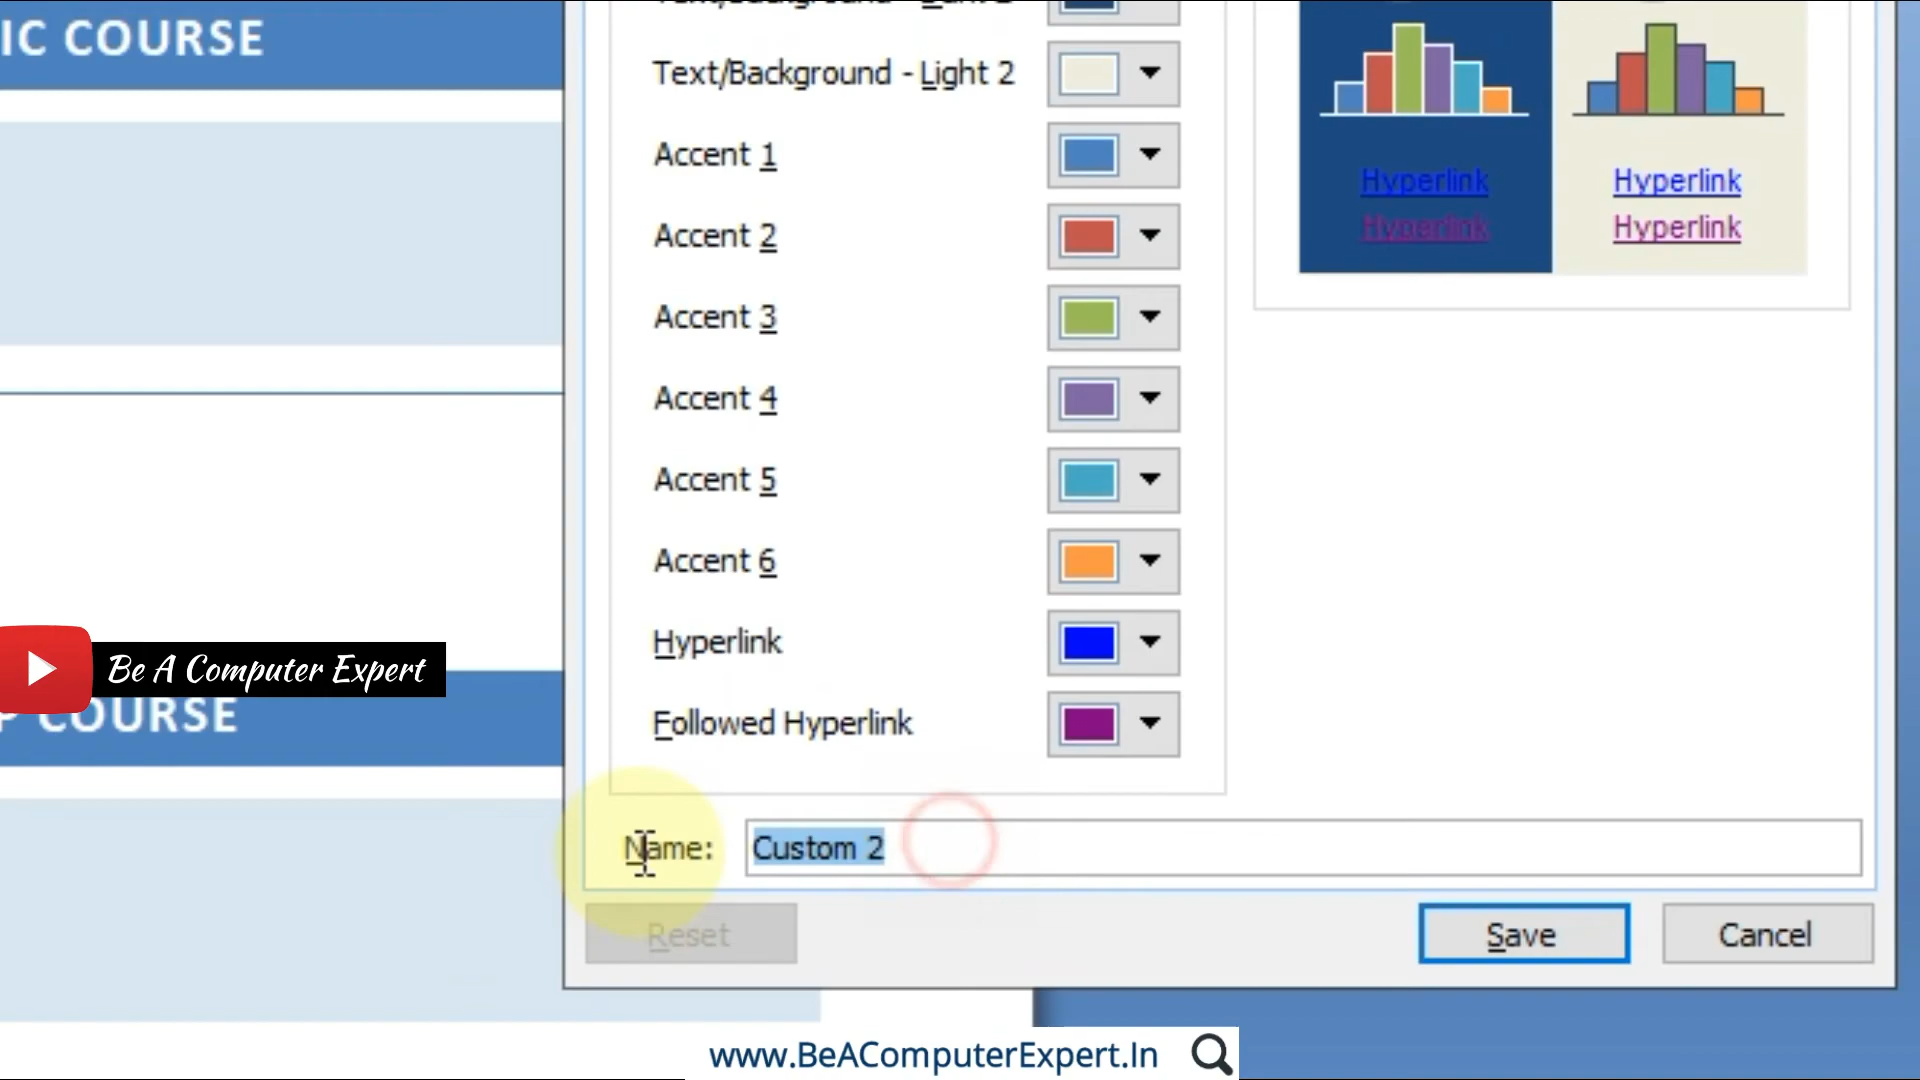 IC COURSE
Text/Background - Light 2
Accent 1
Accent 2
Accent 3
Accent 4
Accent 5
Accent 6
Hyperlink
Followed Hyperlink
Hyperlink Hyperlink
Hyperlink Hyperlink
Be A Computer Expert
P COURSE
Name: Custom 2
Reset Save Cancel
www.BeAComputerExpert.In